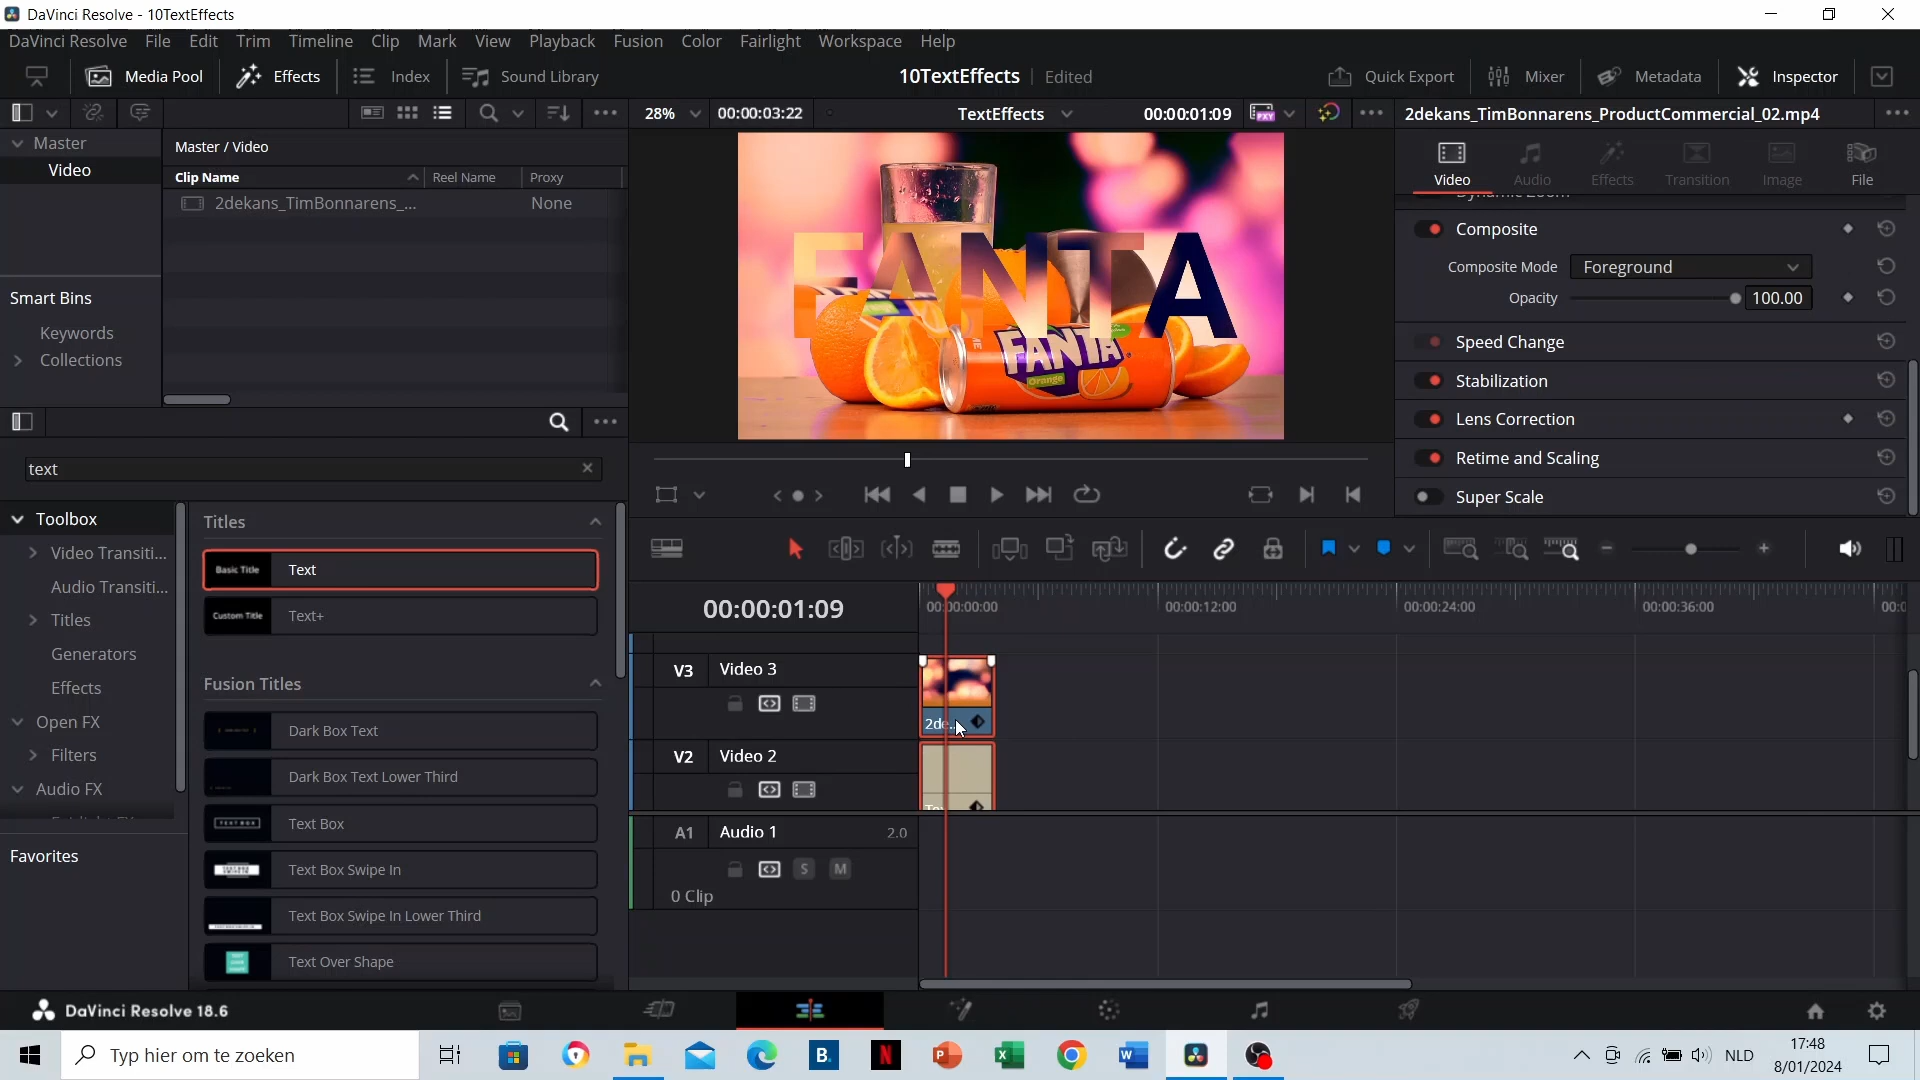 DaVinci Resolve - 10TextEffects
DaVinci Resolve File Edit Trim Timeline Clip Mark View Playback Fusion Color Fairlight Workspace Help
Media Pool Effects Index Sound Library 10TextEffects Edited Quick Export Mixer Metadata Inspector
28% 00:00:03:22 TextEffects 00:00:01:09 2dekans_TimBonnarens_ProductCommercial_02.mp4
Master
Video
Master / Video
Clip Name Reel Name Proxy
2dekans_TimBonnarens_... None
Smart Bins
Keywords
Collections
text
Toolbox
Video Transiti...
Audio Transiti...
Titles
Generators
Effects
Open FX
Filters
Audio FX
Favorites
Titles
Basic Title Text
Custom Title Text+
Fusion Titles
Dark Box Text
Dark Box Text Lower Third
TEXT BOX Text Box
Text Box Swipe In
Text Box Swipe In Lower Third
Text Over Shape
FANTA
FANTA
Orange
Video Audio Effects Transition Image File
Dynamic Zoom
Composite
Composite Mode Foreground
Opacity 100.00
Speed Change
Stabilization
Lens Correction
Retime and Scaling
Super Scale
00:00:01:09
00:00:00:00 00:00:12:00 00:00:24:00 00:00:36:00 00:0
V3 Video 3
2de...
V2 Video 2
A1 Audio 1 2.0
S M
0 Clip
DaVinci Resolve 18.6
Typ hier om te zoeken
B.
N
NLD
17:48
8/01/2024